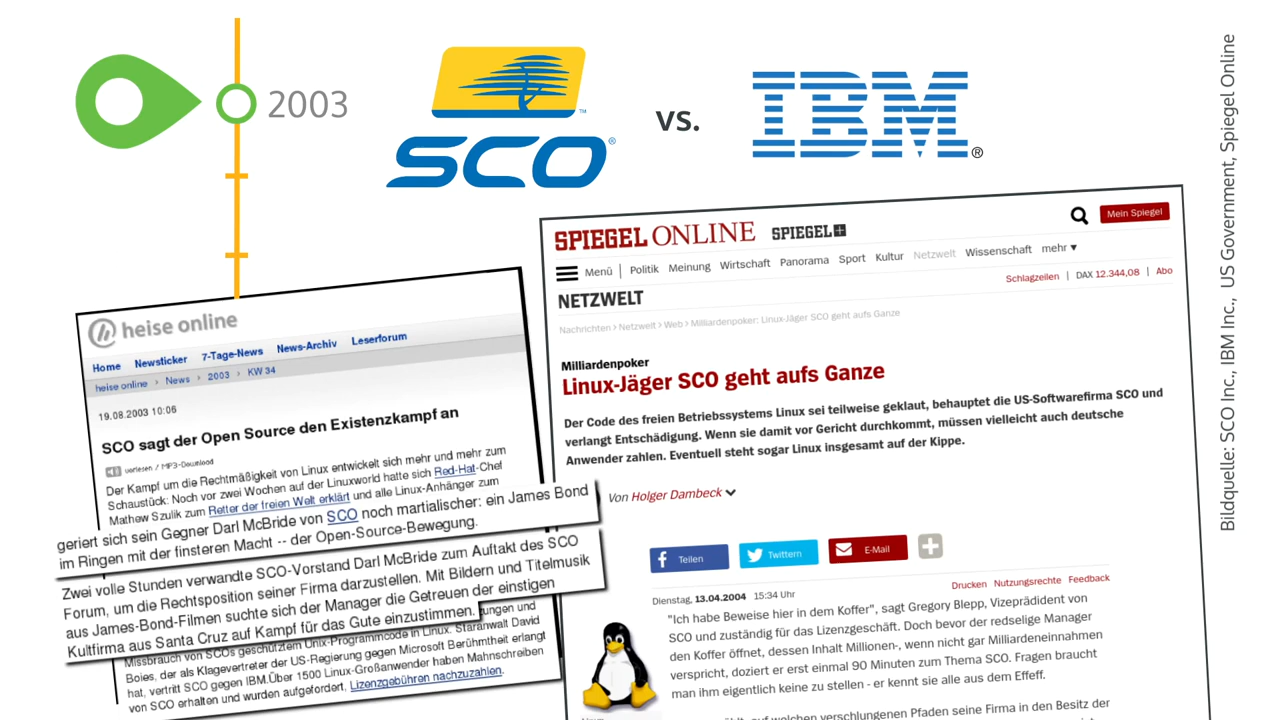 2003
SCO ®
™
vs.
IBM ®
Bildquelle: SCO Inc., IBM Inc., US Government, Spiegel Online
heise online
Home Newsticker 7-Tage-News News-Archiv Leserforum
heise online › News › 2003 › KW 34
19.08.2003 10:06
SCO sagt der Open Source den Existenzkampf an
vorlesen / MP3-Download
Der Kampf um die Rechtmäßigkeit von Linux entwickelt sich mehr und mehr zum
Schaustück: Noch vor zwei Wochen auf der Linuxworld hatte sich Red-Hat-Chef
Mathew Szulik zum Retter der freien Welt erklärt und alle Linux-Anhänger zum
geriert sich sein Gegner Darl McBride von SCO noch martialischer: ein James Bond
im Ringen mit der finsteren Macht -- der Open-Source-Bewegung.
Zwei volle Stunden verwandte SCO-Vorstand Darl McBride zum Auftakt des SCO
Forum, um die Rechtsposition seiner Firma darzustellen. Mit Bildern und Titelmusik
aus James-Bond-Filmen suchte sich der Manager die Getreuen der einstigen
Kultfirma aus Santa Cruz auf Kampf für das Gute einzustimmen.
Missbrauch von SCOs geschütztem Unix-Programmcode in Linux. Staranwalt David
Boies, der als Klagevertreter der US-Regierung gegen Microsoft Berühmtheit erlangt
hat, vertritt SCO gegen IBM.Über 1500 Linux-Großanwender haben Mahnschreiben
von SCO erhalten und wurden aufgefordert, Lizenzgebühren nachzuzahlen.
SPIEGEL ONLINE SPIEGEL+
Mein Spiegel
Menü | Politik Meinung Wirtschaft Panorama Sport Kultur Netzwelt Wissenschaft mehr ▼
Schlagzeilen | DAX 12.344,08 | Abo
NETZWELT
Nachrichten > Netzwelt > Web > Milliardenpoker: Linux-Jäger SCO geht aufs Ganze
Milliardenpoker
Linux-Jäger SCO geht aufs Ganze
Der Code des freien Betriebssystems Linux sei teilweise geklaut, behauptet die US-Softwarefirma SCO und
verlangt Entschädigung. Wenn sie damit vor Gericht durchkommt, müssen vielleicht auch deutsche
Anwender zahlen. Eventuell steht sogar Linux insgesamt auf der Kippe.
Von Holger Dambeck
Teilen Twittern E-Mail
Drucken Nutzungsrechte Feedback
Dienstag, 13.04.2004 15:34 Uhr
"Ich habe Beweise hier in dem Koffer", sagt Gregory Blepp, Vizepräsident von
SCO und zuständig für das Lizenzgeschäft. Doch bevor der redselige Manager
den Koffer öffnet, dessen Inhalt Millionen-, wenn nicht gar Milliardeneinnahmen
verspricht, doziert er erst einmal 90 Minuten zum Thema SCO. Fragen braucht
man ihm eigentlich keine zu stellen - er kennt sie alle aus dem Effeff.
auf welchen verschlungenen Pfaden seine Firma in den Besitz der